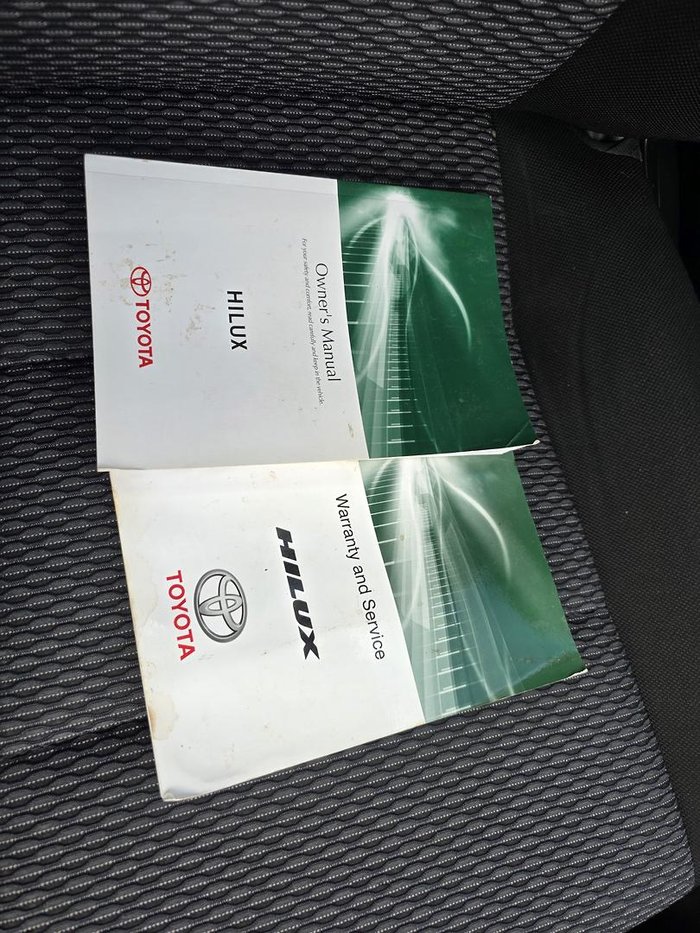 Owner's Manual
For your safety and comfort, read carefully and keep in the vehicle.
HILUX
TOYOTA
Warranty and Service
HILUX
TOYOTA